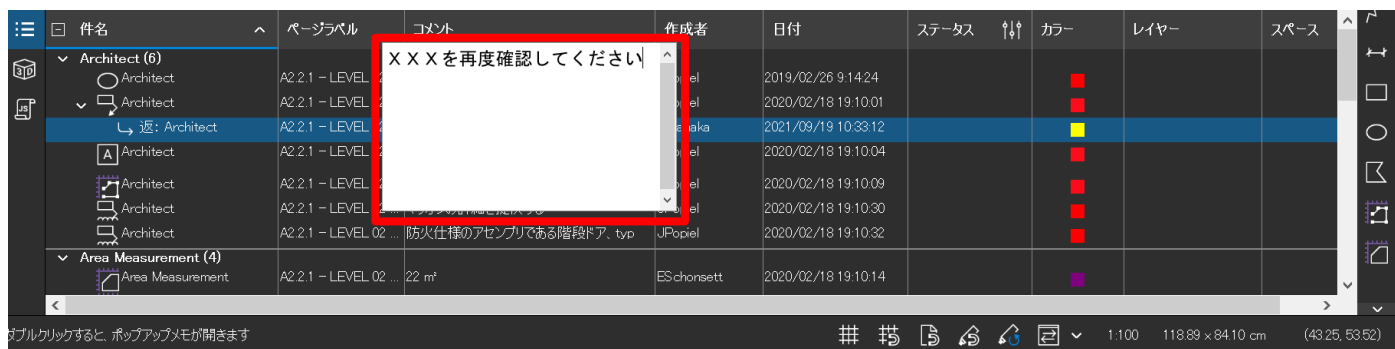 件名 ページラベル コメント 作成者 日付 ステータス カラー レイヤー スペース
Architect (6)
Architect A2.2.1 - LEVEL 2019/02/26 9:14:24
Architect A2.2.1 - LEVEL 2020/02/18 19:10:01
返: Architect A2.2.1 - LEVEL 2021/09/19 10:33:12
Architect A2.2.1 - LEVEL 2020/02/18 19:10:04
Architect A2.2.1 - LEVEL 2020/02/18 19:10:09
Architect A2.2.1 - LEVEL 2020/02/18 19:10:30
Architect A2.2.1 - LEVEL 02 ... 防火仕様のアセンブリである階段ドア、typ JPopiel 2020/02/18 19:10:32
XXXを再度確認してください
Area Measurement (4)
Area Measurement A2.2.1 - LEVEL 02 ... 22 m² ESchonsett 2020/02/18 19:10:14
ダブルクリックすると、ポップアップメモが開きます 1:100 118.89 × 84.10 cm (43.25, 53.52)